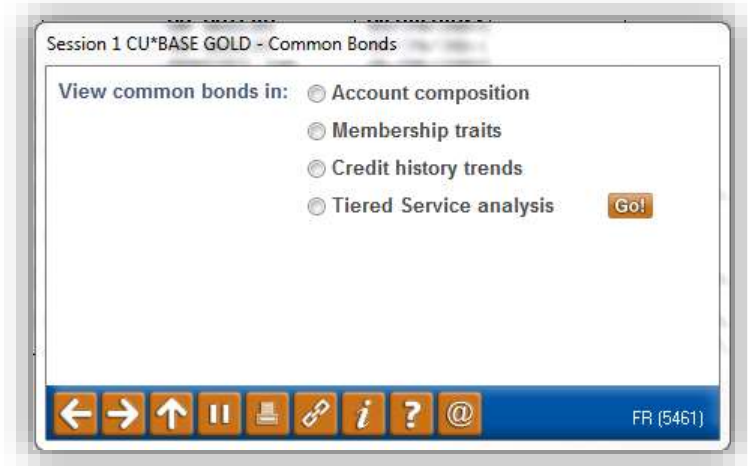 Session 1 CU*BASE GOLD - Common Bonds
View common bonds in: Account composition
Membership traits
Credit history trends
Tiered Service analysis Go!
FR (5461)